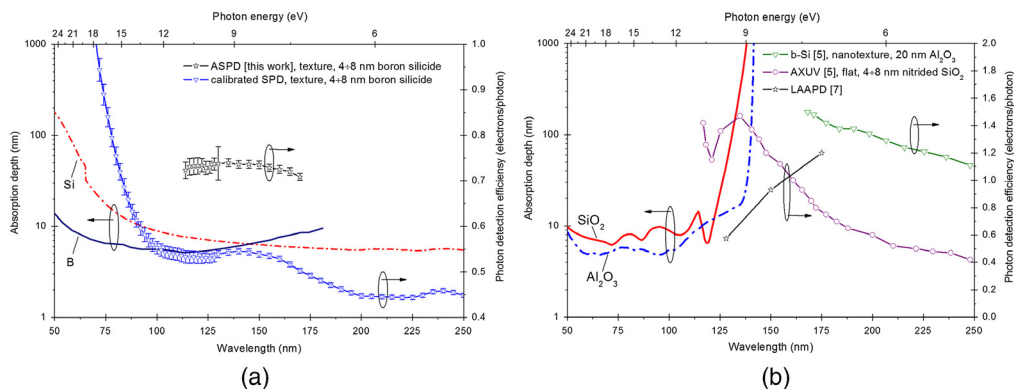 Photon energy (eV)
24 21 18 15 12 9 6
1000
100
10
1
Absorption depth (nm)
ASPD [this work], texture, 4÷8 nm boron silicide
calibrated SPD, texture, 4÷8 nm boron silicide
Si
B
1.0
0.9
0.8
0.7
0.6
0.5
0.4
Photon detection efficiensy (electrons/photon)
50 75 100 125 150 175 200 225 250
Wavelength (nm)
(a)
Photon energy (eV)
24 21 18 15 12 9 6
1000
100
10
1
Absorption depth (nm)
b-Si [5], nanotexture, 20 nm Al2O3
AXUV [5], flat, 4÷8 nm nitrided SiO2
LAAPD [7]
SiO2
Al2O3
2.0
1.8
1.6
1.4
1.2
1.0
0.8
0.6
0.4
0.2
0.0
Photon detection efficiency (electrons/photon)
50 75 100 125 150 175 200 225 250
Wavelength (nm)
(b)